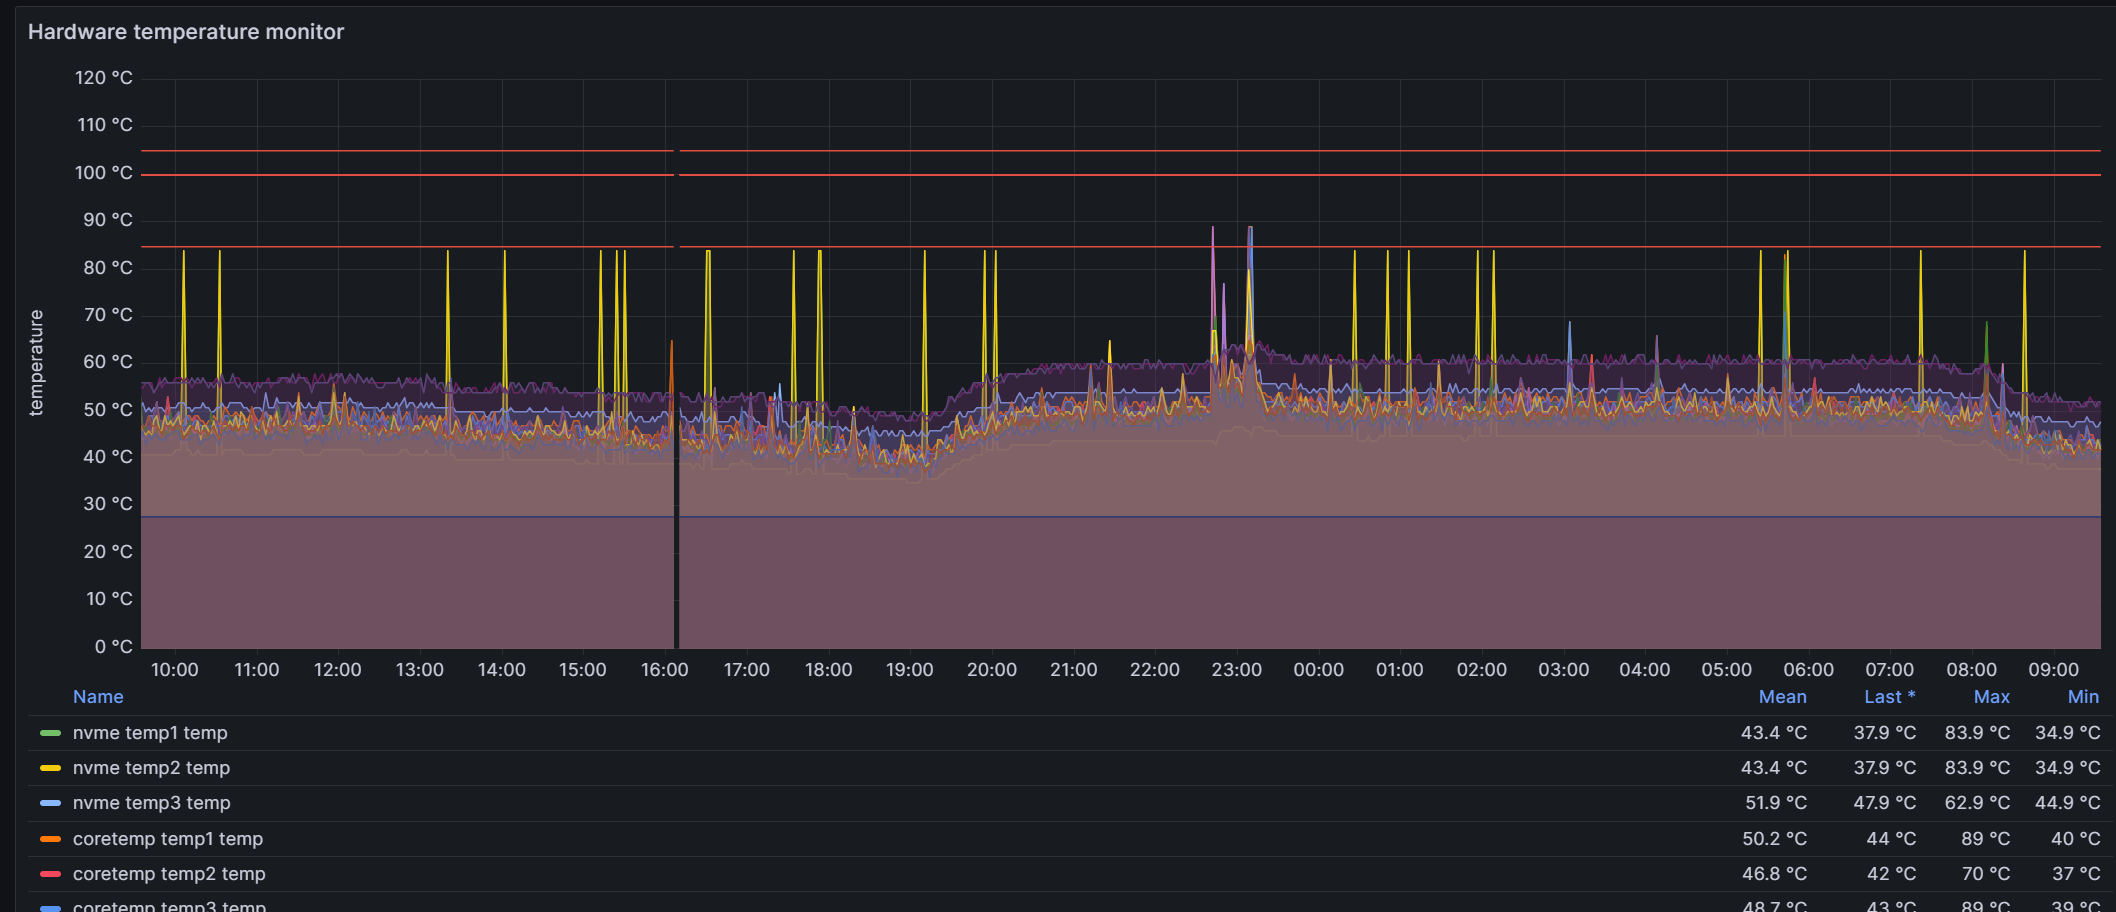 Hardware temperature monitor
120 °C
110 °C
100 °C
90 °C
80 °C
70 °C
60 °C
50 °C
40 °C
30 °C
20 °C
10 °C
0 °C
temperature
10:00 11:00 12:00 13:00 14:00 15:00 16:00 17:00 18:00 19:00 20:00 21:00 22:00 23:00 00:00 01:00 02:00 03:00 04:00 05:00 06:00 07:00 08:00 09:00
Name Mean Last * Max Min
nvme temp1 temp 43.4 °C 37.9 °C 83.9 °C 34.9 °C
nvme temp2 temp 43.4 °C 37.9 °C 83.9 °C 34.9 °C
nvme temp3 temp 51.9 °C 47.9 °C 62.9 °C 44.9 °C
coretemp temp1 temp 50.2 °C 44 °C 89 °C 40 °C
coretemp temp2 temp 46.8 °C 42 °C 70 °C 37 °C
coretemp temp3 temp 48.7 °C 43 °C 89 °C 39 °C